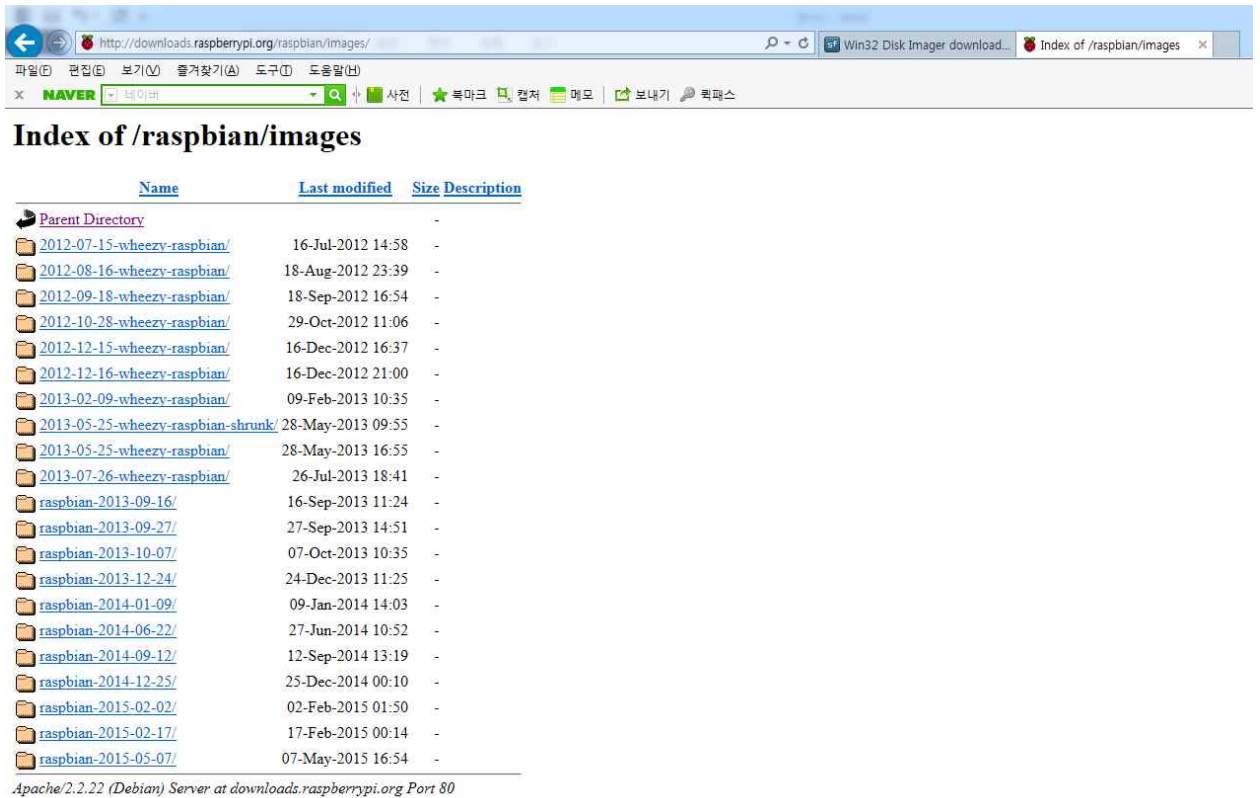 http://downloads.raspberrypi.org/raspbian/images/
Win32 Disk Imager download...
Index of /raspbian/images
파일(F) 편집(E) 보기(V) 즐겨찾기(A) 도구(T) 도움말(H)
NAVER 네이버 사전 북마크 캡처 메모 보내기 퀵패스
Index of /raspbian/images
Name Last modified Size Description
Parent Directory -
2012-07-15-wheezy-raspbian/ 16-Jul-2012 14:58 -
2012-08-16-wheezy-raspbian/ 18-Aug-2012 23:39 -
2012-09-18-wheezy-raspbian/ 18-Sep-2012 16:54 -
2012-10-28-wheezy-raspbian/ 29-Oct-2012 11:06 -
2012-12-15-wheezy-raspbian/ 16-Dec-2012 16:37 -
2012-12-16-wheezy-raspbian/ 16-Dec-2012 21:00 -
2013-02-09-wheezy-raspbian/ 09-Feb-2013 10:35 -
2013-05-25-wheezy-raspbian-shrunk/ 28-May-2013 09:55 -
2013-05-25-wheezy-raspbian/ 28-May-2013 16:55 -
2013-07-26-wheezy-raspbian/ 26-Jul-2013 18:41 -
raspbian-2013-09-16/ 16-Sep-2013 11:24 -
raspbian-2013-09-27/ 27-Sep-2013 14:51 -
raspbian-2013-10-07/ 07-Oct-2013 10:35 -
raspbian-2013-12-24/ 24-Dec-2013 11:25 -
raspbian-2014-01-09/ 09-Jan-2014 14:03 -
raspbian-2014-06-22/ 27-Jun-2014 10:52 -
raspbian-2014-09-12/ 12-Sep-2014 13:19 -
raspbian-2014-12-25/ 25-Dec-2014 00:10 -
raspbian-2015-02-02/ 02-Feb-2015 01:50 -
raspbian-2015-02-17/ 17-Feb-2015 00:14 -
raspbian-2015-05-07/ 07-May-2015 16:54 -
Apache/2.2.22 (Debian) Server at downloads.raspberrypi.org Port 80